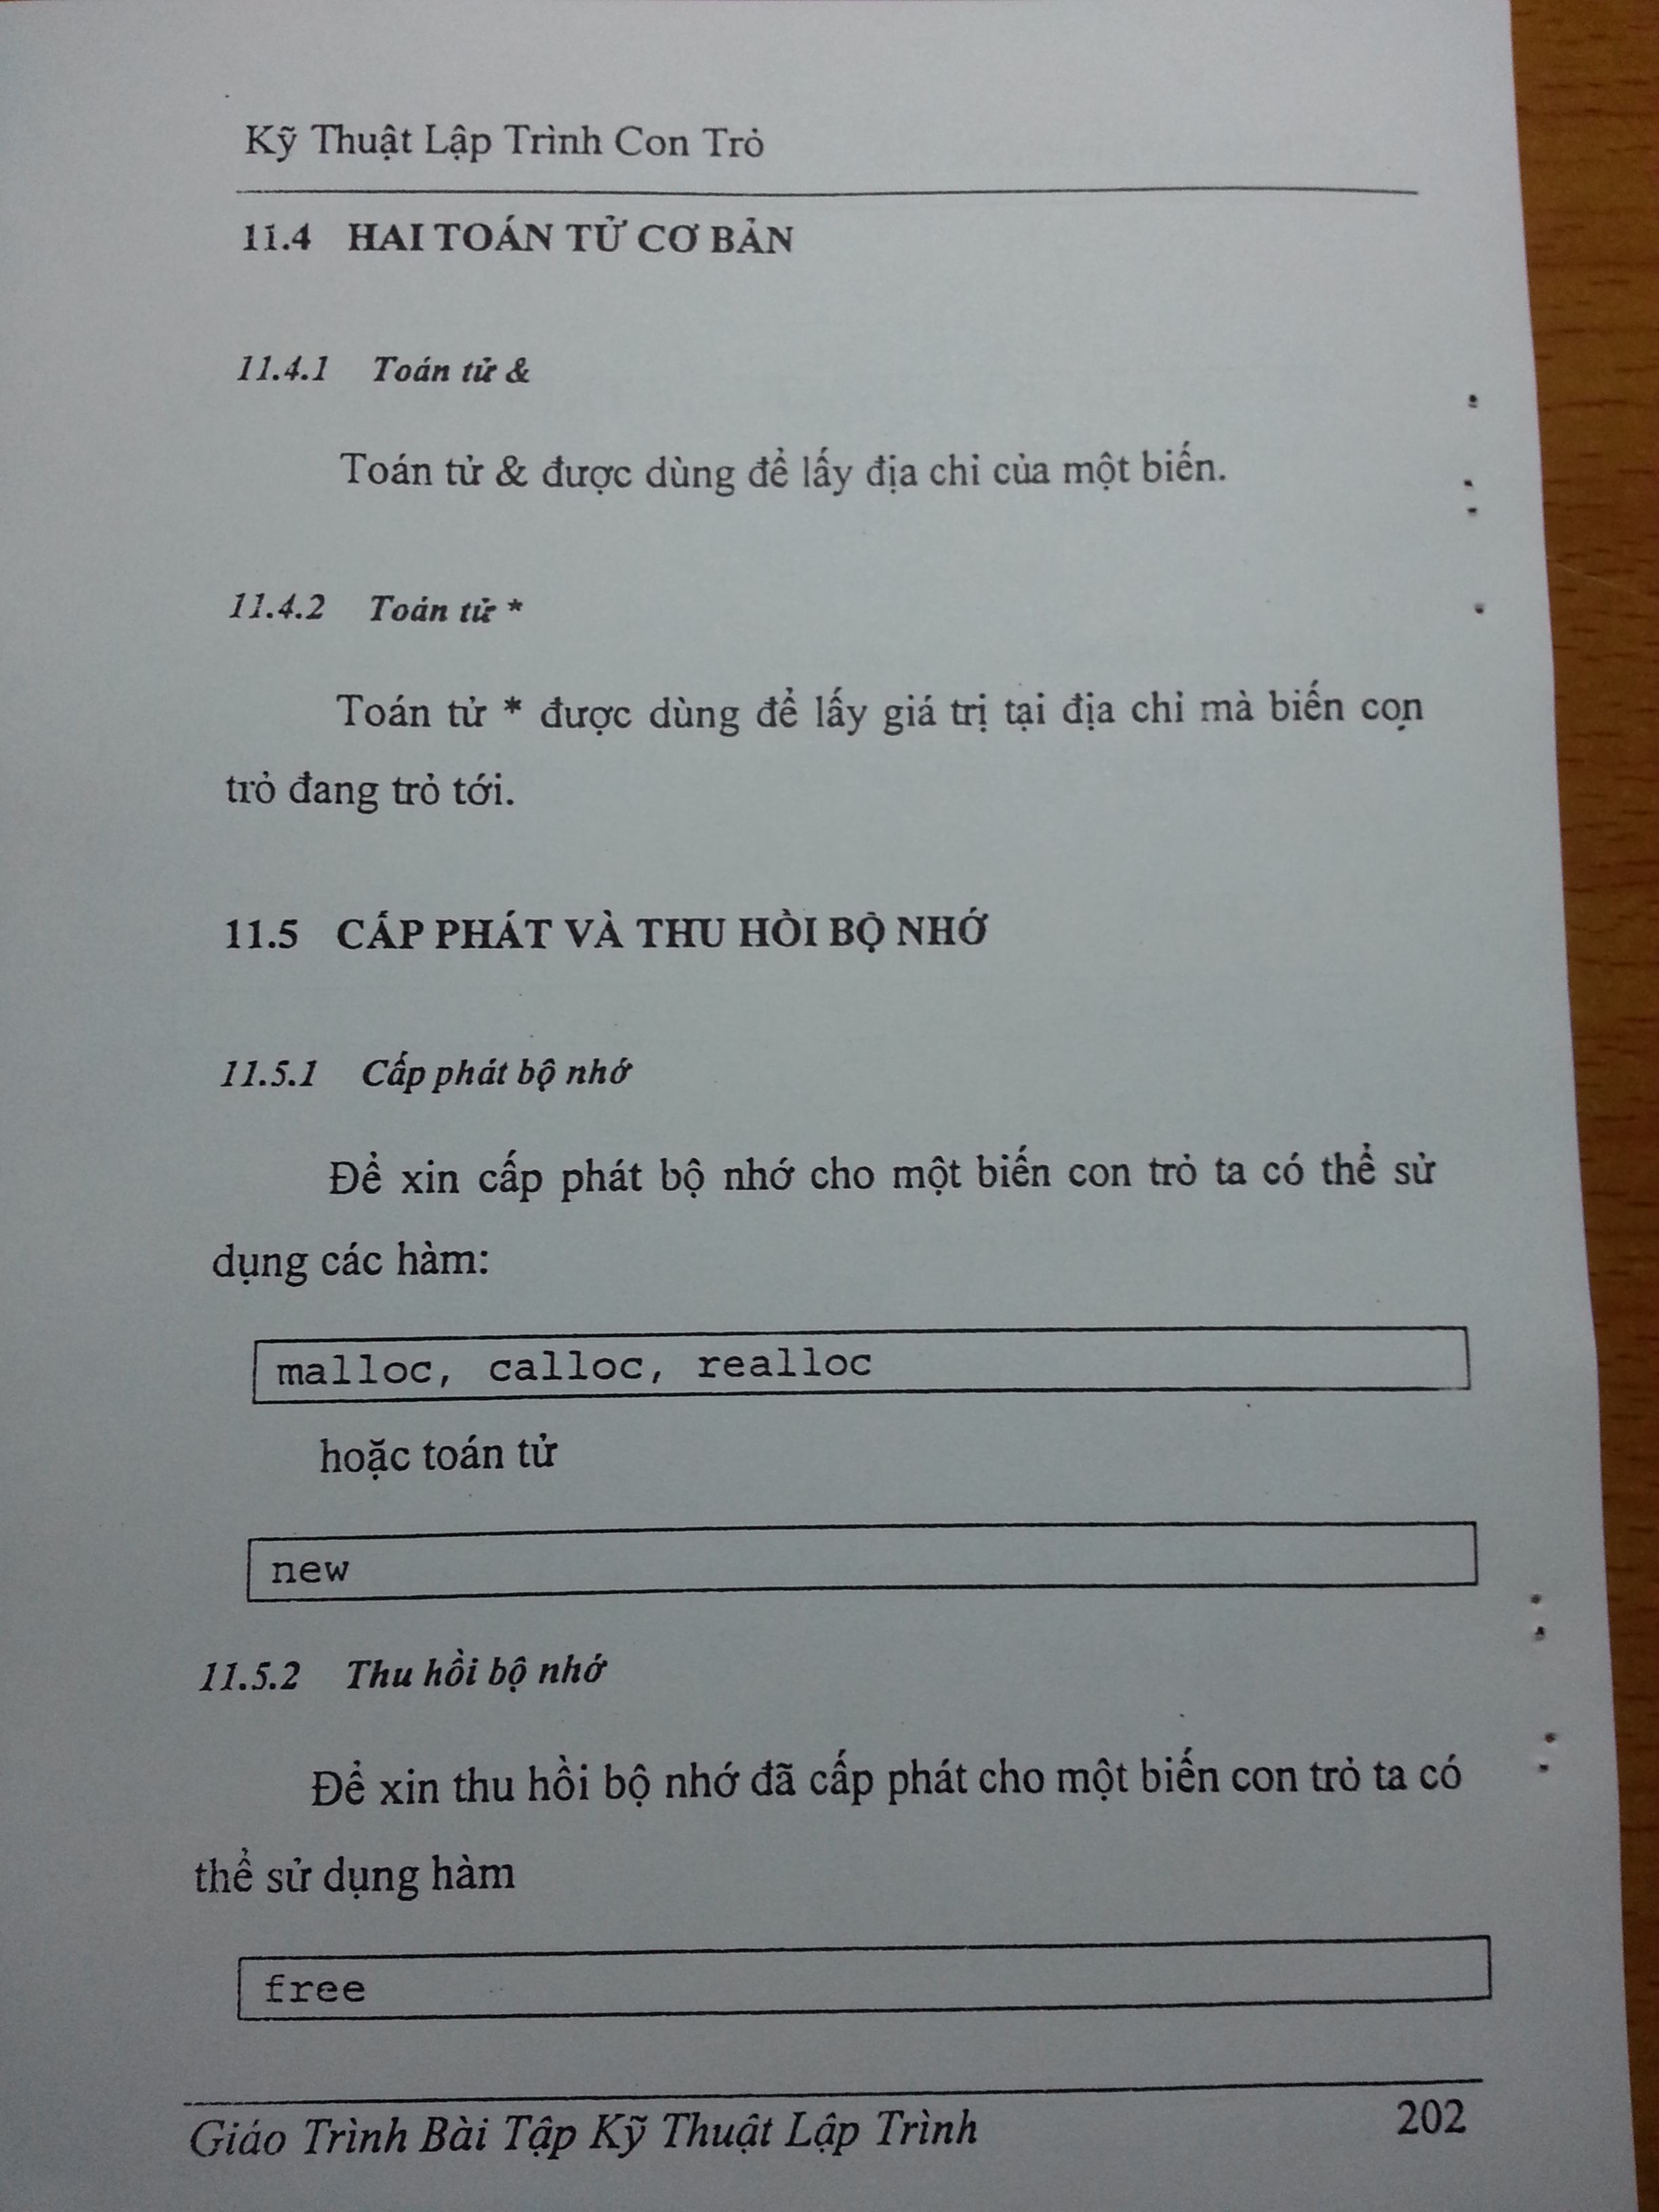 Kỹ Thuật Lập Trình Con Trỏ
11.4 HAI TOÁN TỬ CƠ BẢN
11.4.1 Toán tử &
Toán tử & được dùng để lấy địa chỉ của một biến.
11.4.2 Toán tử *
Toán tử * được dùng để lấy giá trị tại địa chỉ mà biến con
trỏ đang trỏ tới.
11.5 CẤP PHÁT VÀ THU HỒI BỘ NHỚ
11.5.1 Cấp phát bộ nhớ
Để xin cấp phát bộ nhớ cho một biến con trỏ ta có thể sử
dụng các hàm:
malloc, calloc, realloc
hoặc toán tử
new
11.5.2 Thu hồi bộ nhớ
Để xin thu hồi bộ nhớ đã cấp phát cho một biến con trỏ ta có
thể sử dụng hàm
free
Giáo Trình Bài Tập Kỹ Thuật Lập Trình 202